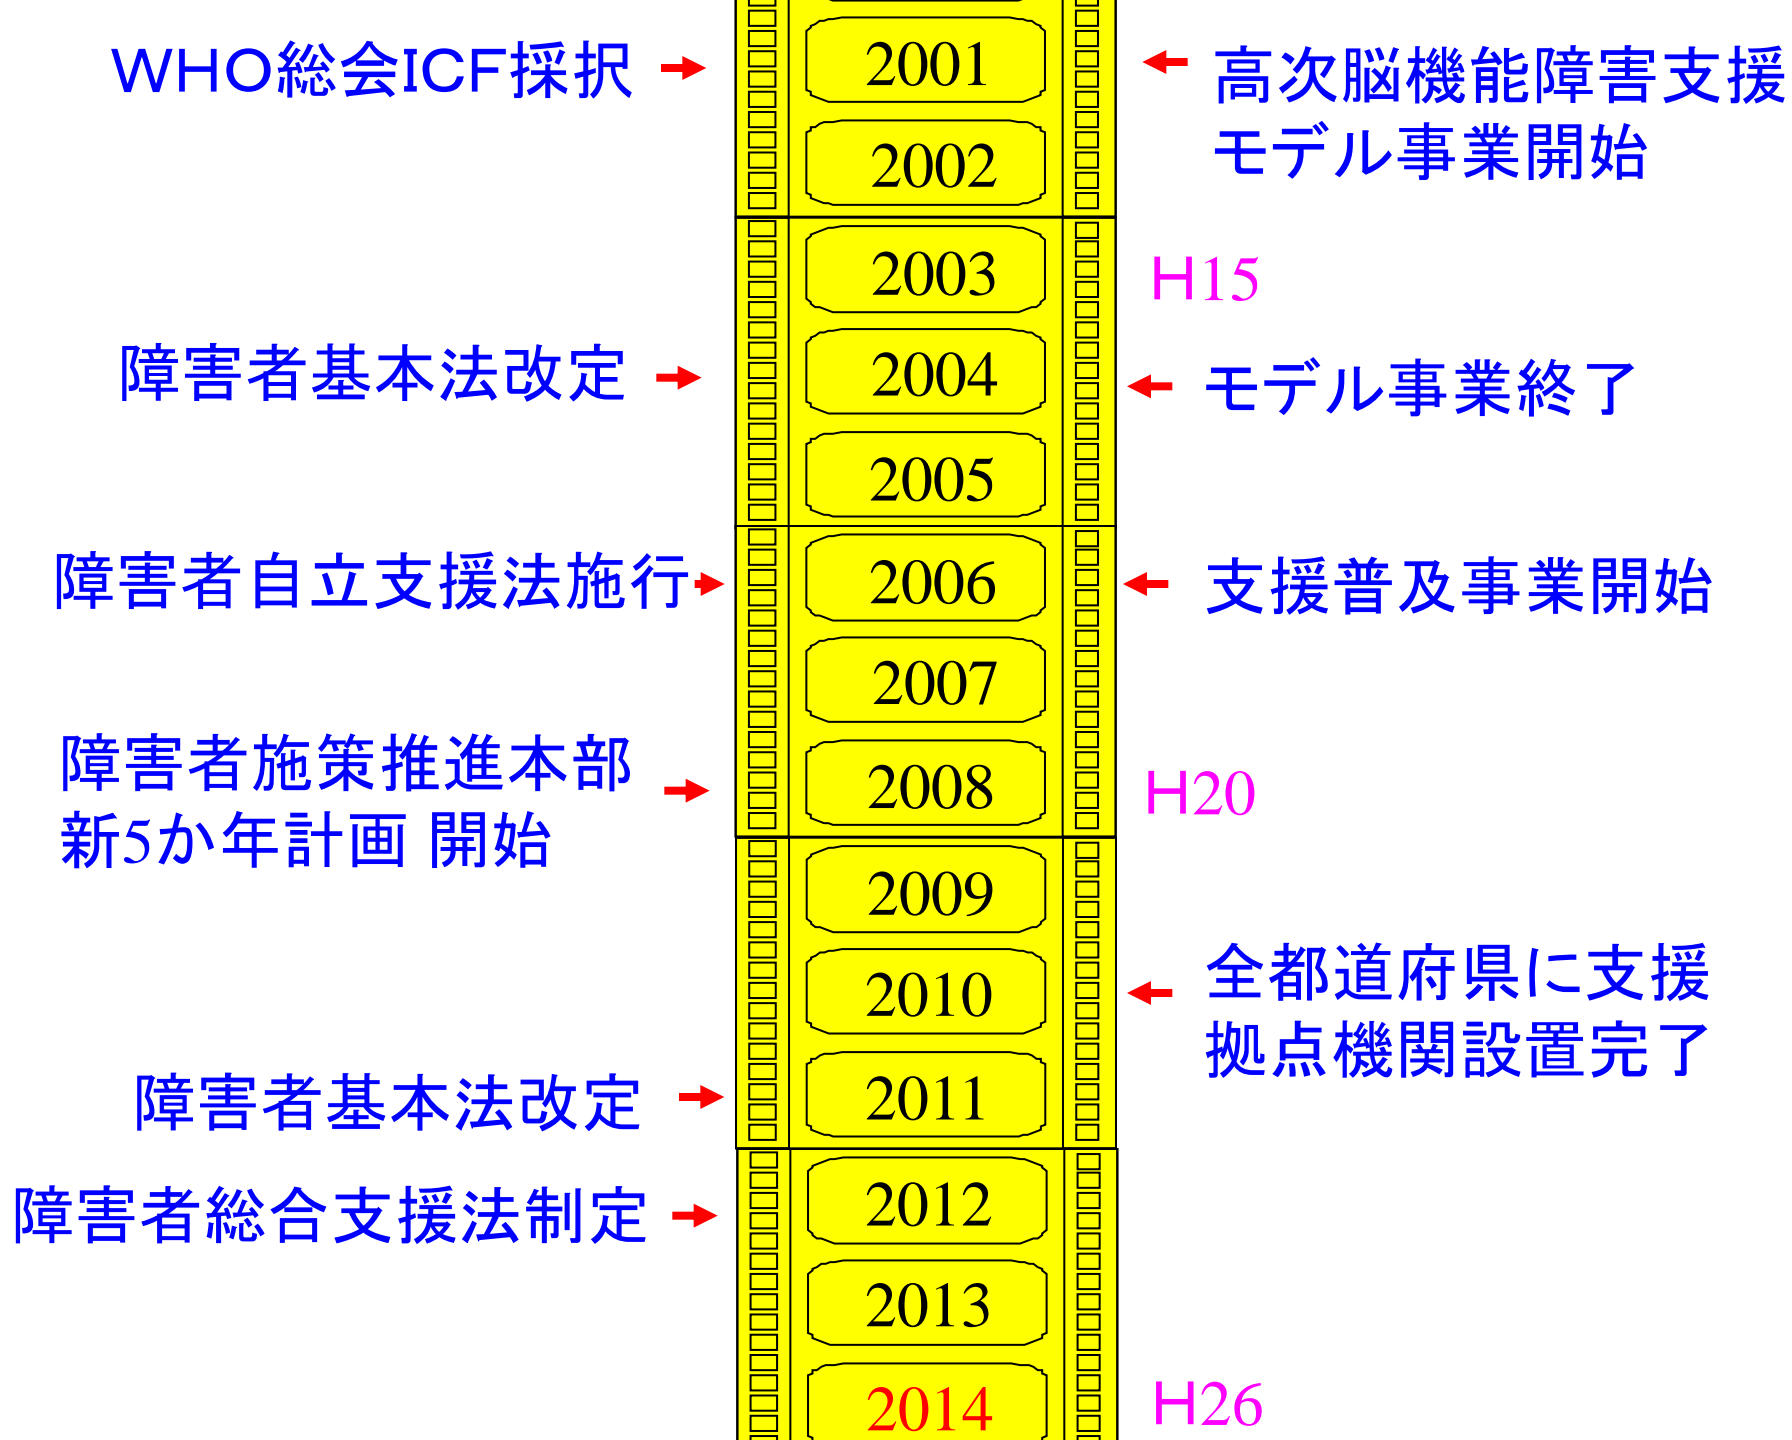 WHO総会ICF採択
2001
高次脳機能障害支援
モデル事業開始
2002
2003
H15
障害者基本法改定
2004
モデル事業終了
2005
障害者自立支援法施行
2006
支援普及事業開始
2007
障害者施策推進本部
新5か年計画 開始
2008
H20
2009
2010
全都道府県に支援
拠点機関設置完了
障害者基本法改定
2011
障害者総合支援法制定
2012
2013
2014
H26